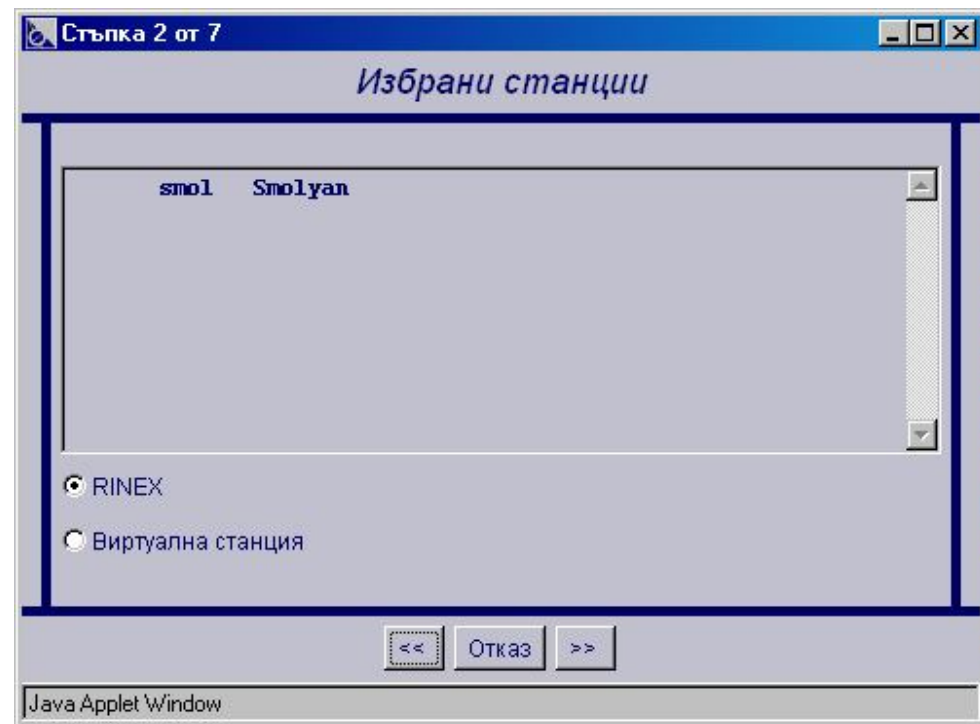 Стъпка 2 от 7
Избрани станции
smol Smolyan
RINEX
Виртуална станция
<< Отказ >>
Java Applet Window